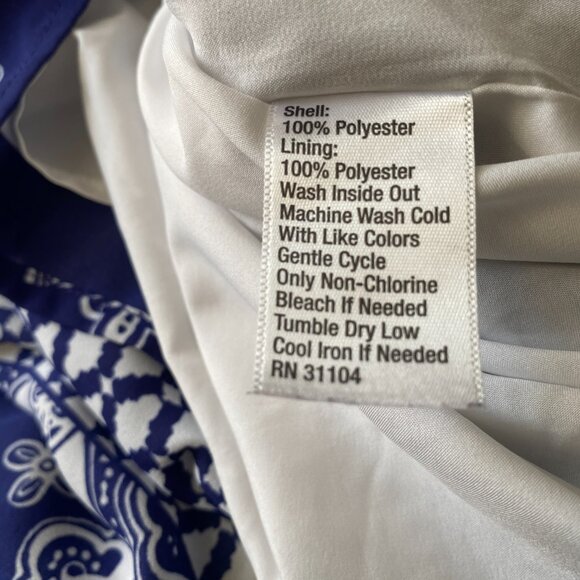 Shell:
100% Polyester
Lining:
100% Polyester
Wash Inside Out
Machine Wash Cold
With Like Colors
Gentle Cycle
Only Non-Chlorine
Bleach If Needed
Tumble Dry Low
Cool Iron If Needed
RN 31104